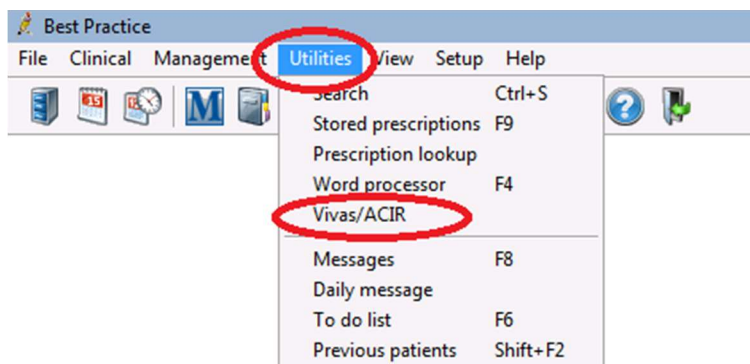 Best Practice
File Clinical Management Utilities View Setup Help
15
M
Search Ctrl+S
Stored prescriptions F9
Prescription lookup
Word processor F4
Vivas/ACIR
Messages F8
Daily message
To do list F6
Previous patients Shift+F2